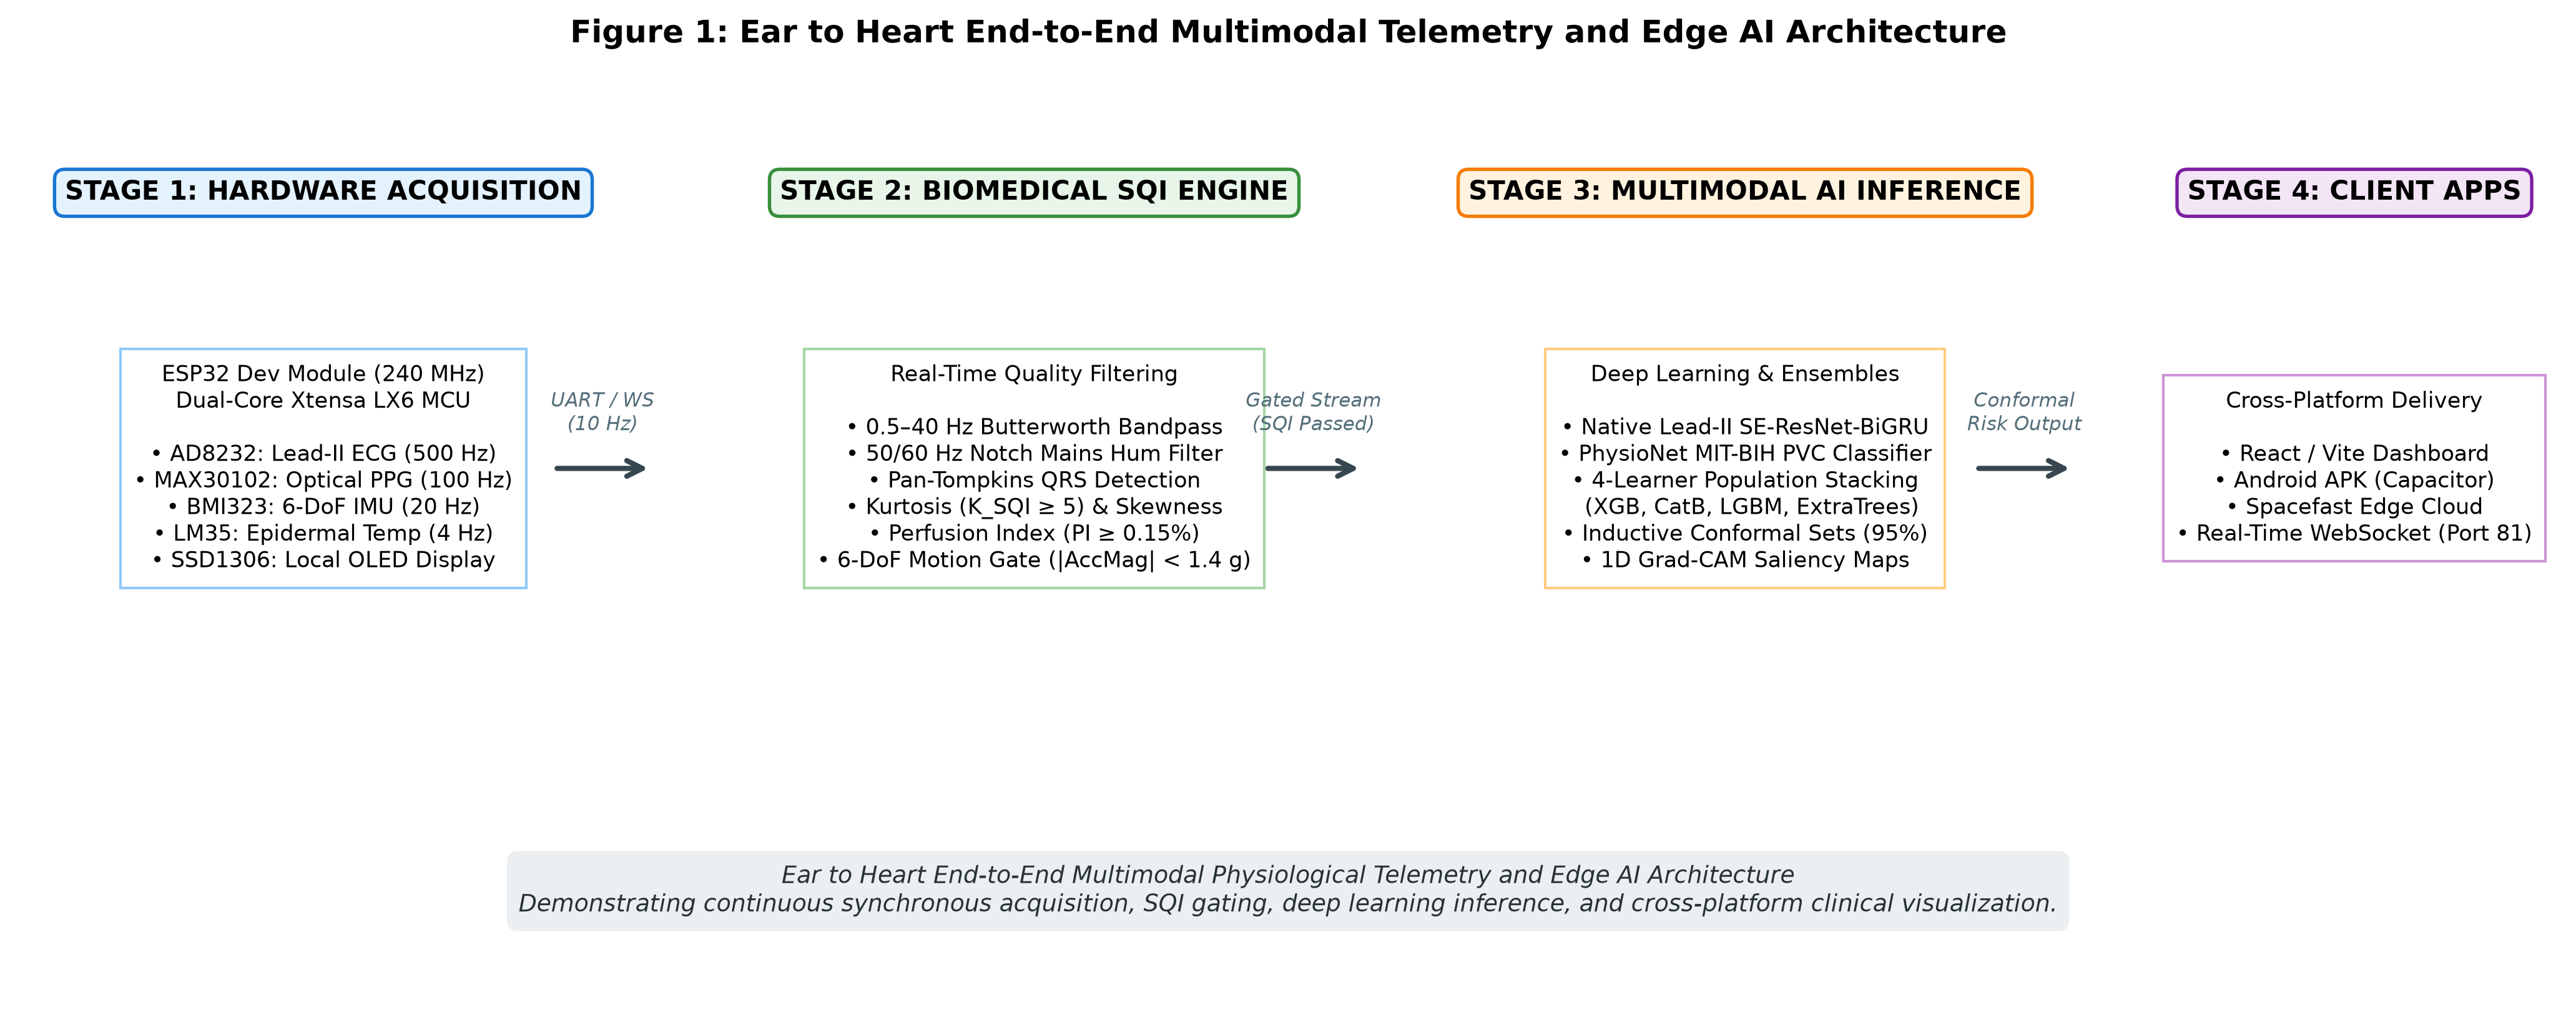 Figure 1: Ear to Heart End-to-End Multimodal Telemetry and Edge AI Architecture
STAGE 1: HARDWARE ACQUISITION
ESP32 Dev Module (240 MHz)
Dual-Core Xtensa LX6 MCU
• AD8232: Lead-II ECG (500 Hz)
• MAX30102: Optical PPG (100 Hz)
• BMI323: 6-DoF IMU (20 Hz)
• LM35: Epidermal Temp (4 Hz)
• SSD1306: Local OLED Display
UART / WS
(10 Hz)
STAGE 2: BIOMEDICAL SQI ENGINE
Real-Time Quality Filtering
• 0.5–40 Hz Butterworth Bandpass
• 50/60 Hz Notch Mains Hum Filter
• Pan-Tompkins QRS Detection
• Kurtosis (K_SQI ≥ 5) & Skewness
• Perfusion Index (PI ≥ 0.15%)
• 6-DoF Motion Gate (|AccMag| < 1.4 g)
Gated Stream
(SQI Passed)
STAGE 3: MULTIMODAL AI INFERENCE
Deep Learning & Ensembles
• Native Lead-II SE-ResNet-BiGRU
• PhysioNet MIT-BIH PVC Classifier
• 4-Learner Population Stacking
(XGB, CatB, LGBM, ExtraTrees)
• Inductive Conformal Sets (95%)
• 1D Grad-CAM Saliency Maps
Conformal
Risk Output
STAGE 4: CLIENT APPS
Cross-Platform Delivery
• React / Vite Dashboard
• Android APK (Capacitor)
• Spacefast Edge Cloud
• Real-Time WebSocket (Port 81)
Ear to Heart End-to-End Multimodal Physiological Telemetry and Edge AI Architecture
Demonstrating continuous synchronous acquisition, SQI gating, deep learning inference, and cross-platform clinical visualization.